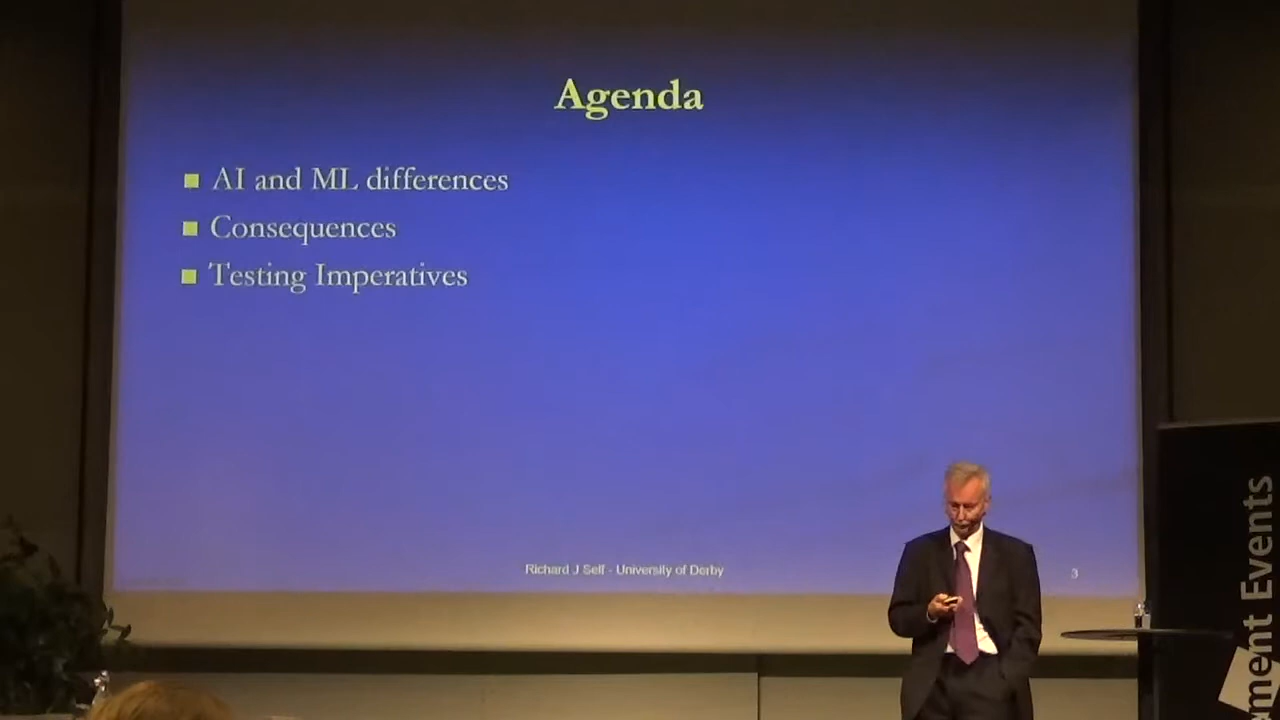 Agenda
AI and ML differences
Consequences
Testing Imperatives
Richard J Self - University of Derby
3
ment Events